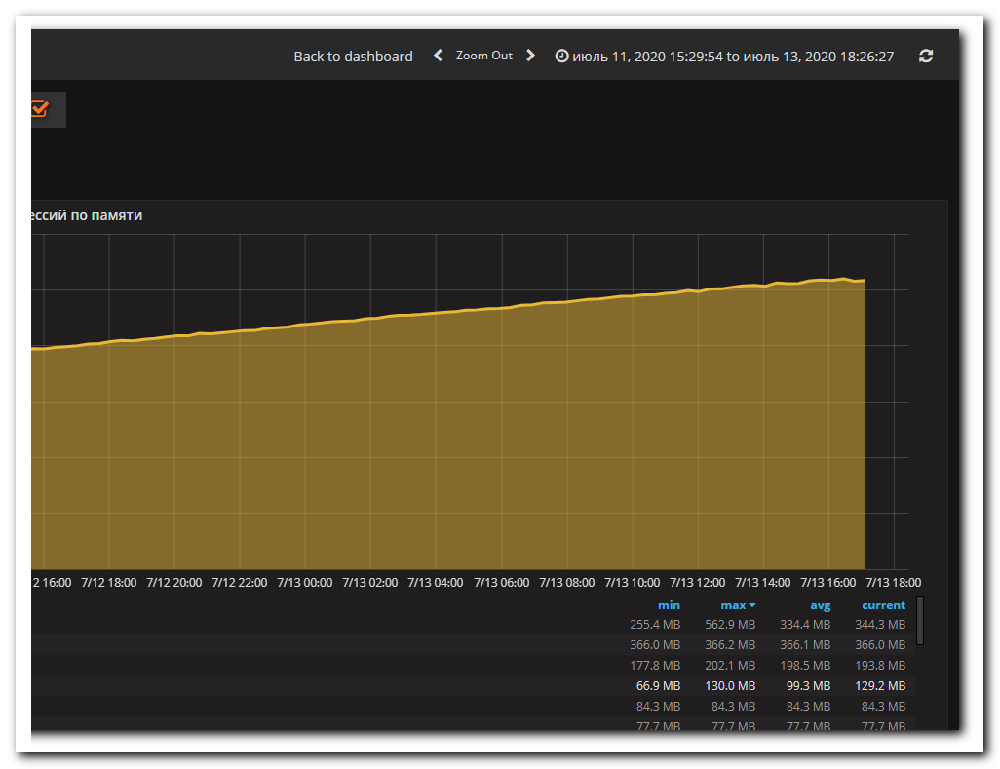 Back to dashboard Zoom Out июль 11, 2020 15:29:54 to июль 13, 2020 18:26:27
ессий по памяти
2 16:00 7/12 18:00 7/12 20:00 7/12 22:00 7/13 00:00 7/13 02:00 7/13 04:00 7/13 06:00 7/13 08:00 7/13 10:00 7/13 12:00 7/13 14:00 7/13 16:00 7/13 18:00
min max avg current
255.4 MB 562.9 MB 334.4 MB 344.3 MB
366.0 MB 366.2 MB 366.1 MB 366.0 MB
177.8 MB 202.1 MB 198.5 MB 193.8 MB
66.9 MB 130.0 MB 99.3 MB 129.2 MB
84.3 MB 84.3 MB 84.3 MB 84.3 MB
77.7 MB 77.7 MB 77.7 MB 77.7 MB